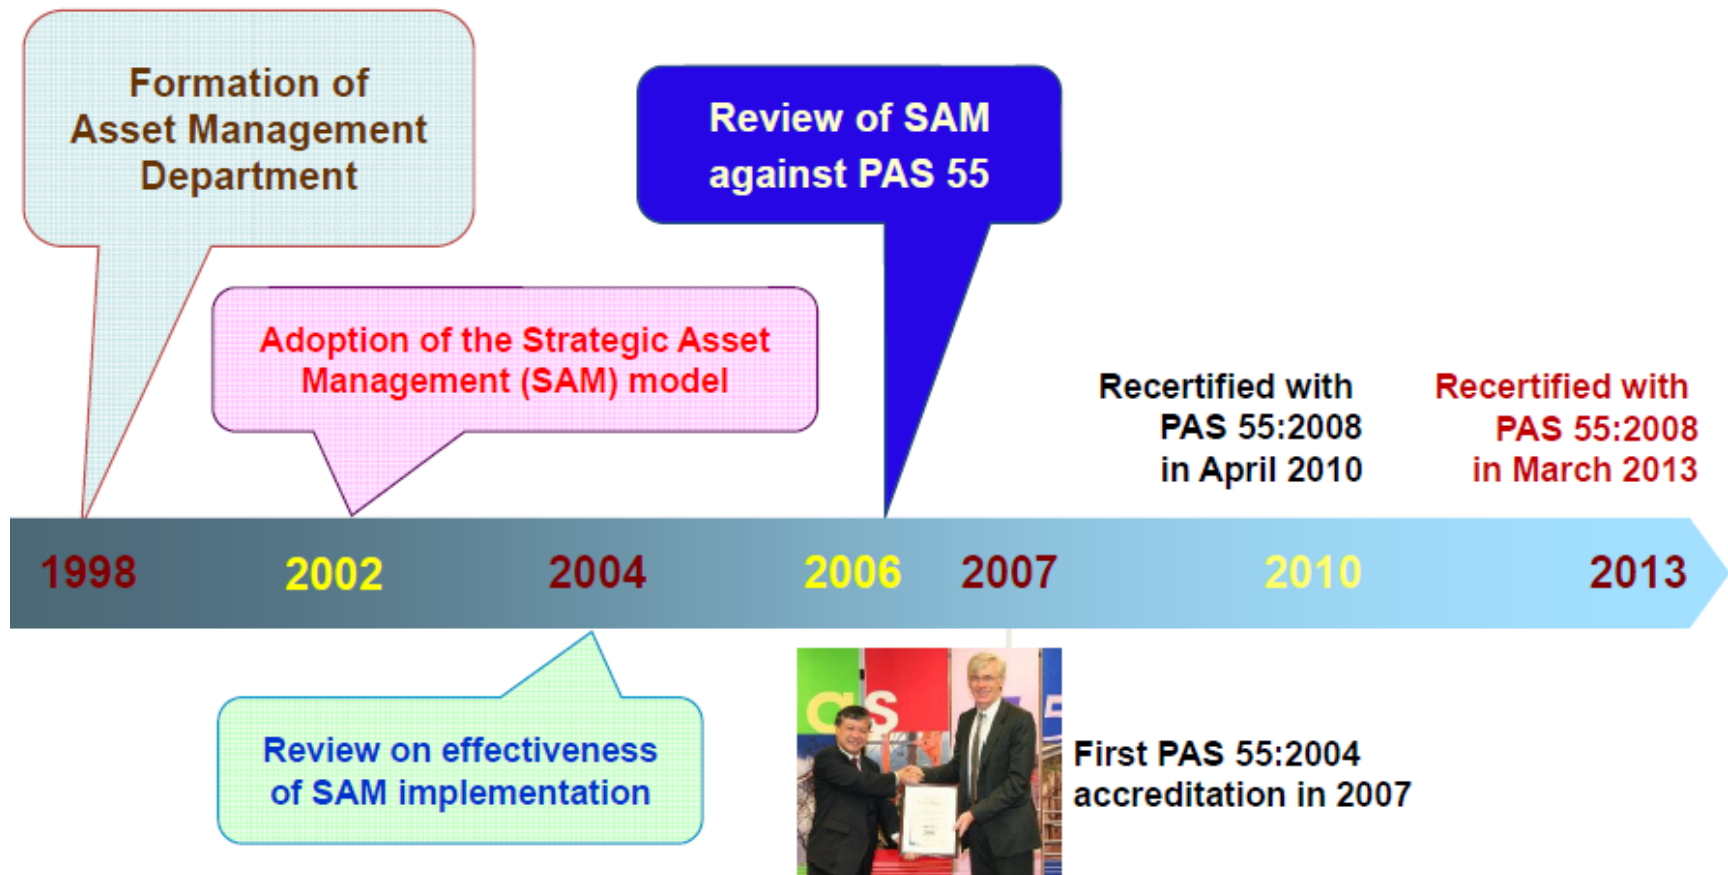 Formation of
Asset Management
Department
Review of SAM
against PAS 55
Adoption of the Strategic Asset
Management (SAM) model
Recertified with
PAS 55:2008
in April 2010
Recertified with
PAS 55:2008
in March 2013
1998
2002
2004
2006
2007
2010
2013
Review on effectiveness
of SAM implementation
as
First PAS 55:2004
accreditation in 2007